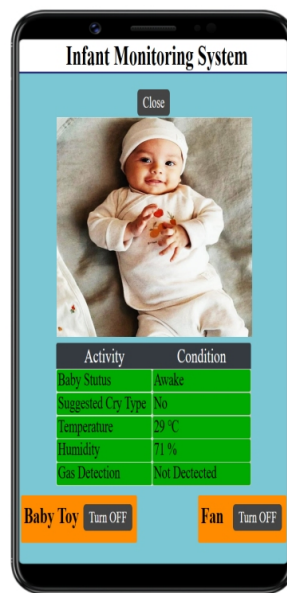 Infant Monitoring System
Close
Activity Condition
Baby Stutus Awake
Suggested Cry Type No
Temperature 29 °C
Humidity 71 %
Gas Detection Not Dectected
Baby Toy Turn OFF Fan Turn OFF